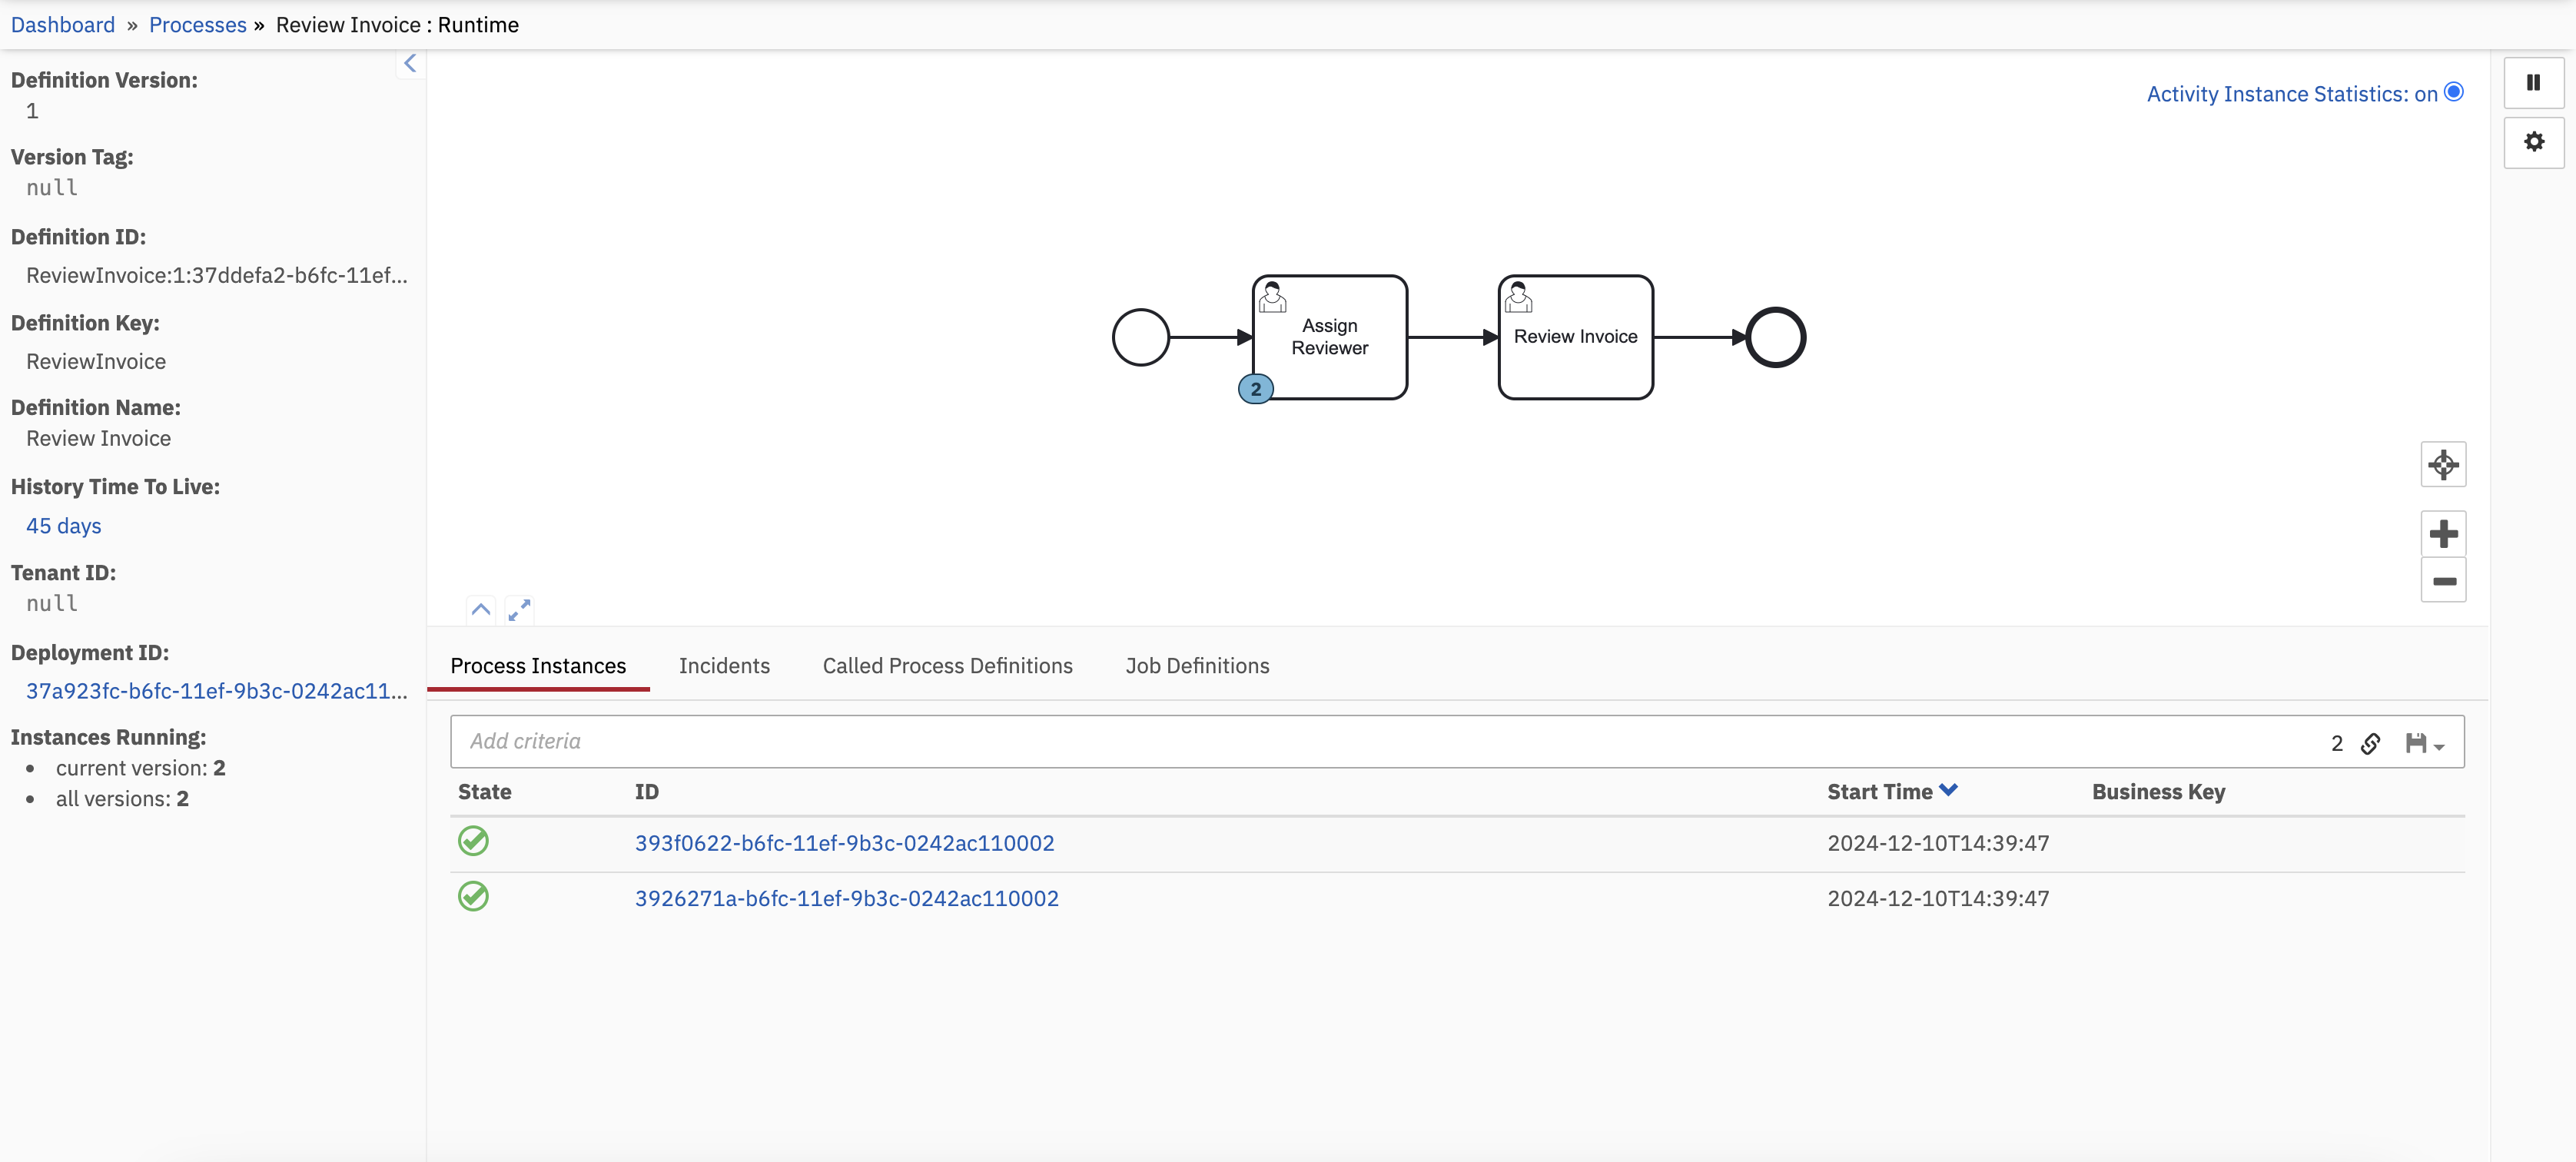 Dashboard » Processes » Review Invoice : Runtime
Definition Version:
1
Version Tag:
null
Definition ID:
ReviewInvoice:1:37ddefa2-b6fc-11ef...
Definition Key:
ReviewInvoice
Definition Name:
Review Invoice
History Time To Live:
45 days
Tenant ID:
null
Deployment ID:
37a923fc-b6fc-11ef-9b3c-0242ac11...
Instances Running:
• current version: 2
• all versions: 2
Activity Instance Statistics: on
Assign
Reviewer
2
Review Invoice
Process Instances Incidents Called Process Definitions Job Definitions
Add criteria 2
State ID Start Time Business Key
393f0622-b6fc-11ef-9b3c-0242ac110002 2024-12-10T14:39:47
3926271a-b6fc-11ef-9b3c-0242ac110002 2024-12-10T14:39:47